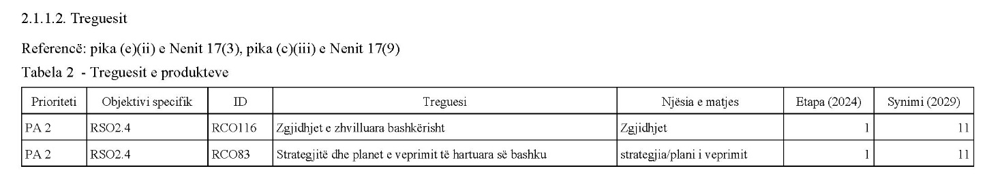 2.1.1.2. Treguesit
Referencë: pika (e)(ii) e Nenit 17(3), pika (c)(iii) e Nenit 17(9)
Tabela 2 - Treguesit e produkteve
Prioriteti Objektivi specifik ID Treguesi Njësia e matjes Etapa (2024) Synimi (2029)
PA 2 RSO2.4 RCO116 Zgjidhjet e zhvilluara bashkërisht Zgjidhjet 1 11
PA 2 RSO2.4 RCO83 Strategjitë dhe planet e veprimit të hartuara së bashku strategjia/plani i veprimit 1 11